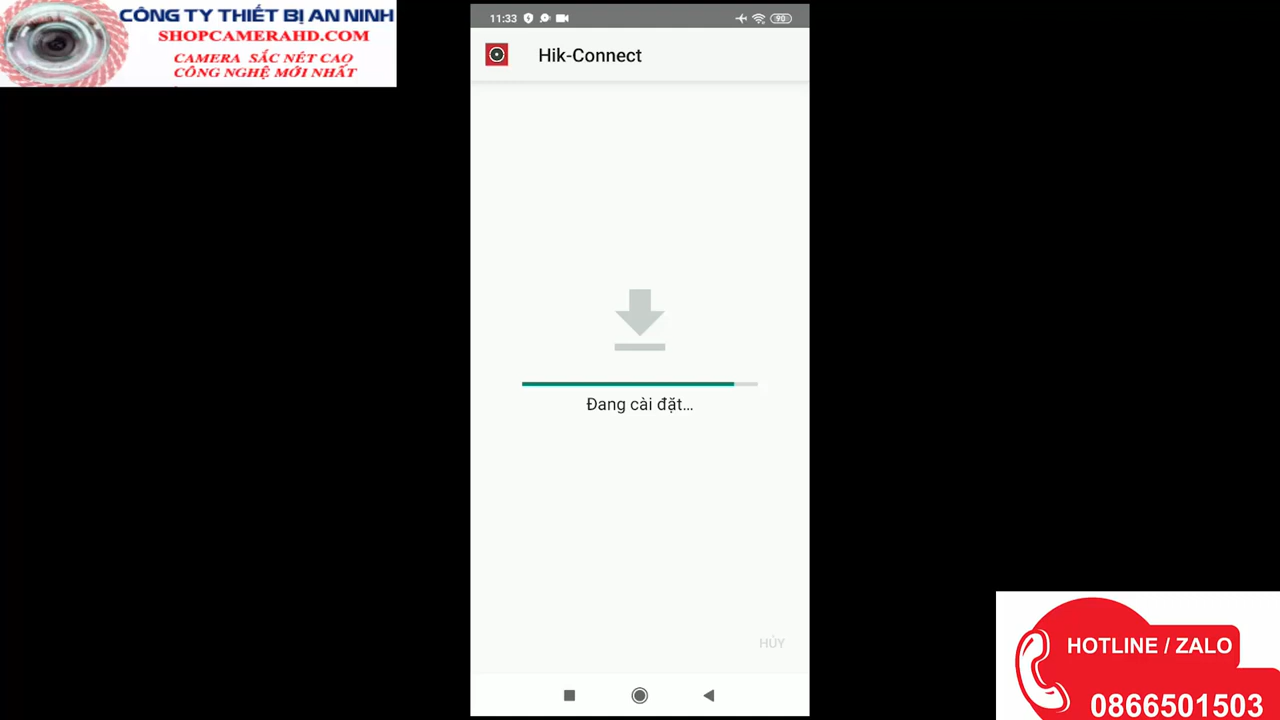 CÔNG TY THIẾT BỊ AN NINH
SHOPCAMERAHD.COM
CAMERA SẮC NÉT CAO
CÔNG NGHỆ MỚI NHẤT
11:33
90
Hik-Connect
Đang cài đặt...
HỦY
HOTLINE / ZALO
0866501503